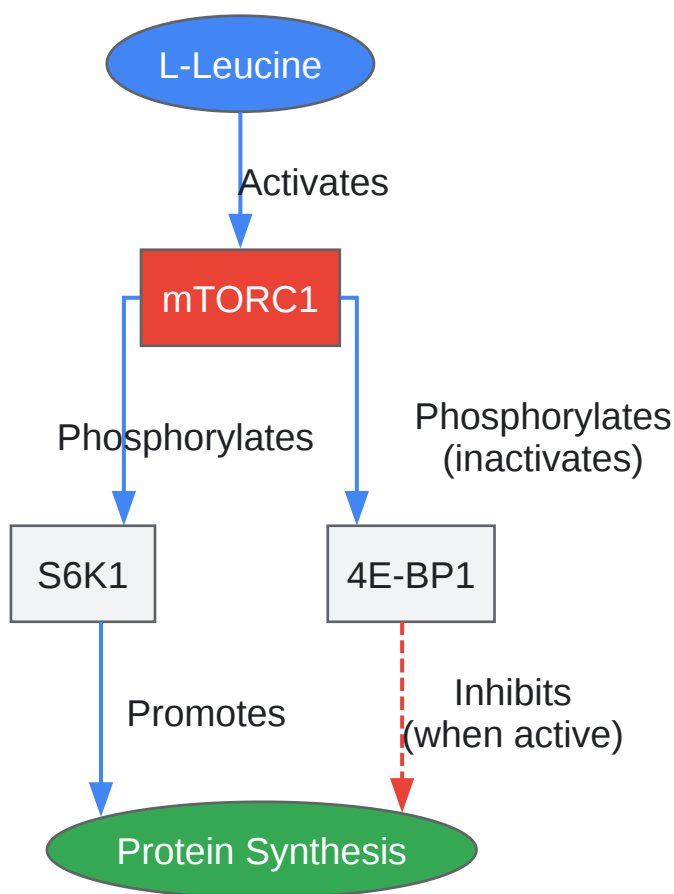 L-Leucine
Activates
mTORC1
Phosphorylates
Phosphorylates
(inactivates)
S6K1
4E-BP1
Promotes
Inhibits
(when active)
Protein Synthesis